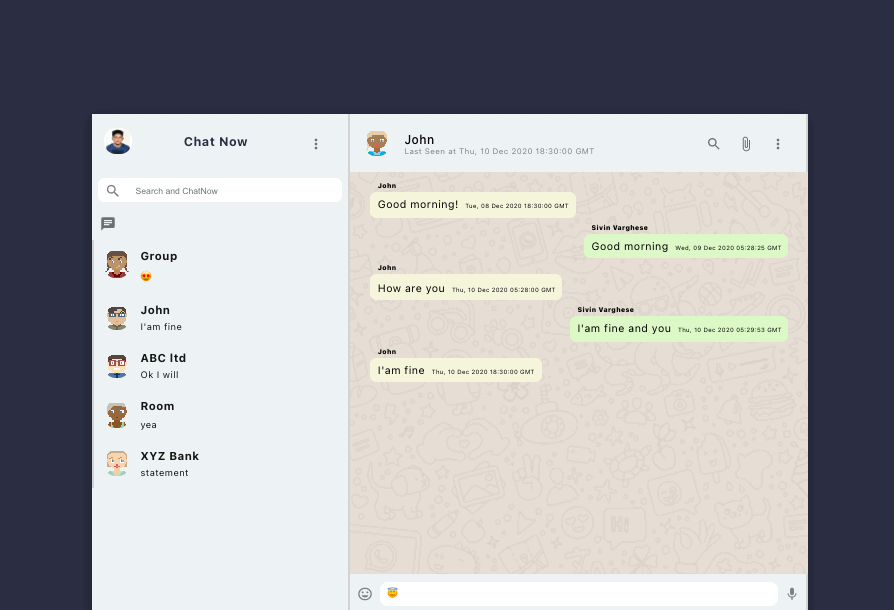 Chat Now
Search and ChatNow
Group
😍
John
I'am fine
ABC ltd
Ok I will
Room
yea
XYZ Bank
statement
John
Last Seen at Thu, 10 Dec 2020 18:30:00 GMT
John
Good morning! Tue, 08 Dec 2020 18:30:00 GMT
Sivin Varghese
Good morning Wed, 09 Dec 2020 05:28:25 GMT
John
How are you Thu, 10 Dec 2020 05:28:00 GMT
Sivin Varghese
I'am fine and you Thu, 10 Dec 2020 05:29:53 GMT
John
I'am fine Thu, 10 Dec 2020 18:30:00 GMT
😇